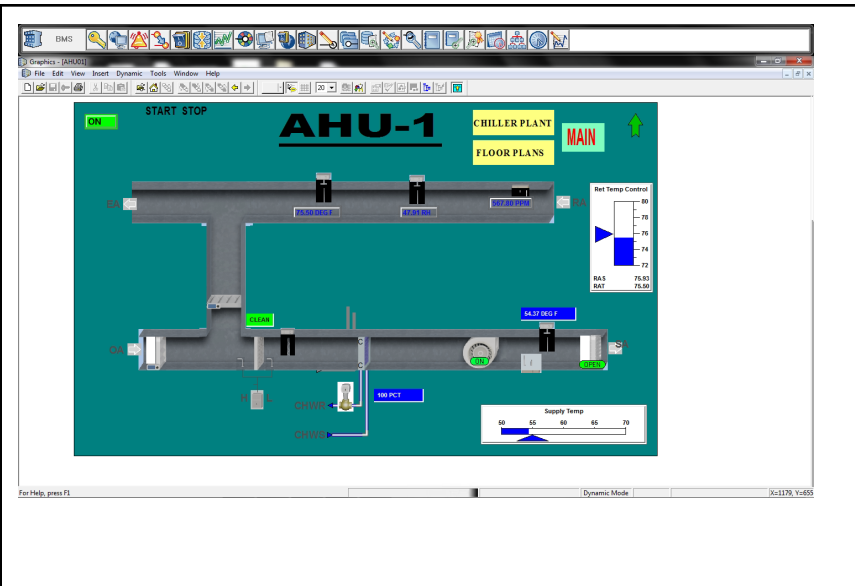 BMS
Graphics - [AHU01]
File Edit View Insert Dynamic Tools Window Help
20
ON
START STOP
AHU-1
CHILLER PLANT
FLOOR PLANS
MAIN
EA
75.50 DEG F
47.91 RH
567.80 PPM
RA
Ret Temp Control
80
78
76
74
72
RAS 75.93
RAT 75.50
CLEAN
54.37 DEG F
OA
C
C
ON
I
OPEN
SA
H L
CHWR
100 PCT
CHWS
Supply Temp
50 55 60 65 70
For Help, press F1
Dynamic Mode
X=1179, Y=655